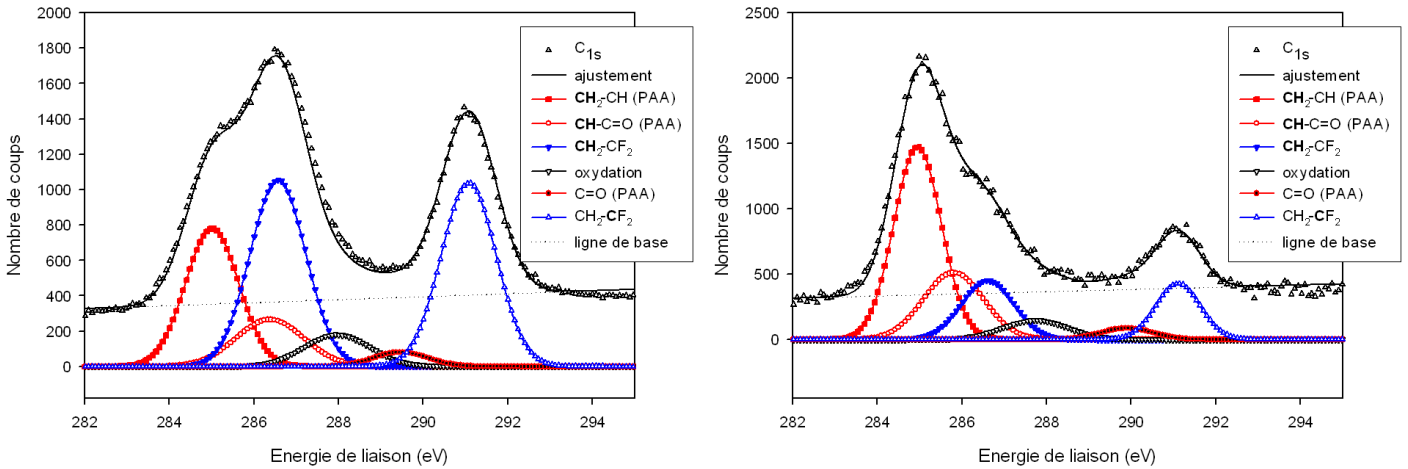 Nombre de coups
2000
1800
1600
1400
1200
1000
800
600
400
200
0
282 284 286 288 290 292 294
Energie de liaison (eV)
C1s
ajustement
CH2-CH (PAA)
CH-C=O (PAA)
CH2-CF2
oxydation
C=O (PAA)
CH2-CF2
ligne de base
Nombre de coups
2500
2000
1500
1000
500
0
282 284 286 288 290 292 294
Energie de liaison (eV)
C1s
ajustement
CH2-CH (PAA)
CH-C=O (PAA)
CH2-CF2
oxydation
C=O (PAA)
CH2-CF2
ligne de base